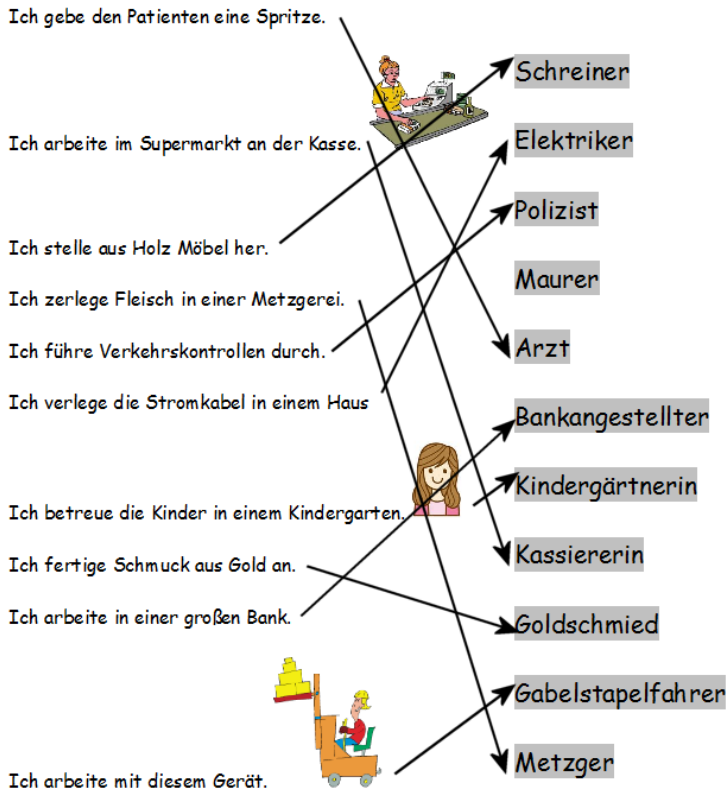 Ich gebe den Patienten eine Spritze.
Schreiner
Elektriker
Ich arbeite im Supermarkt an der Kasse.
Polizist
Ich stelle aus Holz Möbel her.
Maurer
Ich zerlege Fleisch in einer Metzgerei.
Ich führe Verkehrskontrollen durch.
Arzt
Ich verlege die Stromkabel in einem Haus
Bankangestellter
Kindergärtnerin
Ich betreue die Kinder in einem Kindergarten.
Kassiererin
Ich fertige Schmuck aus Gold an.
Ich arbeite in einer großen Bank.
Goldschmied
Gabelstapelfahrer
Metzger
Ich arbeite mit diesem Gerät.